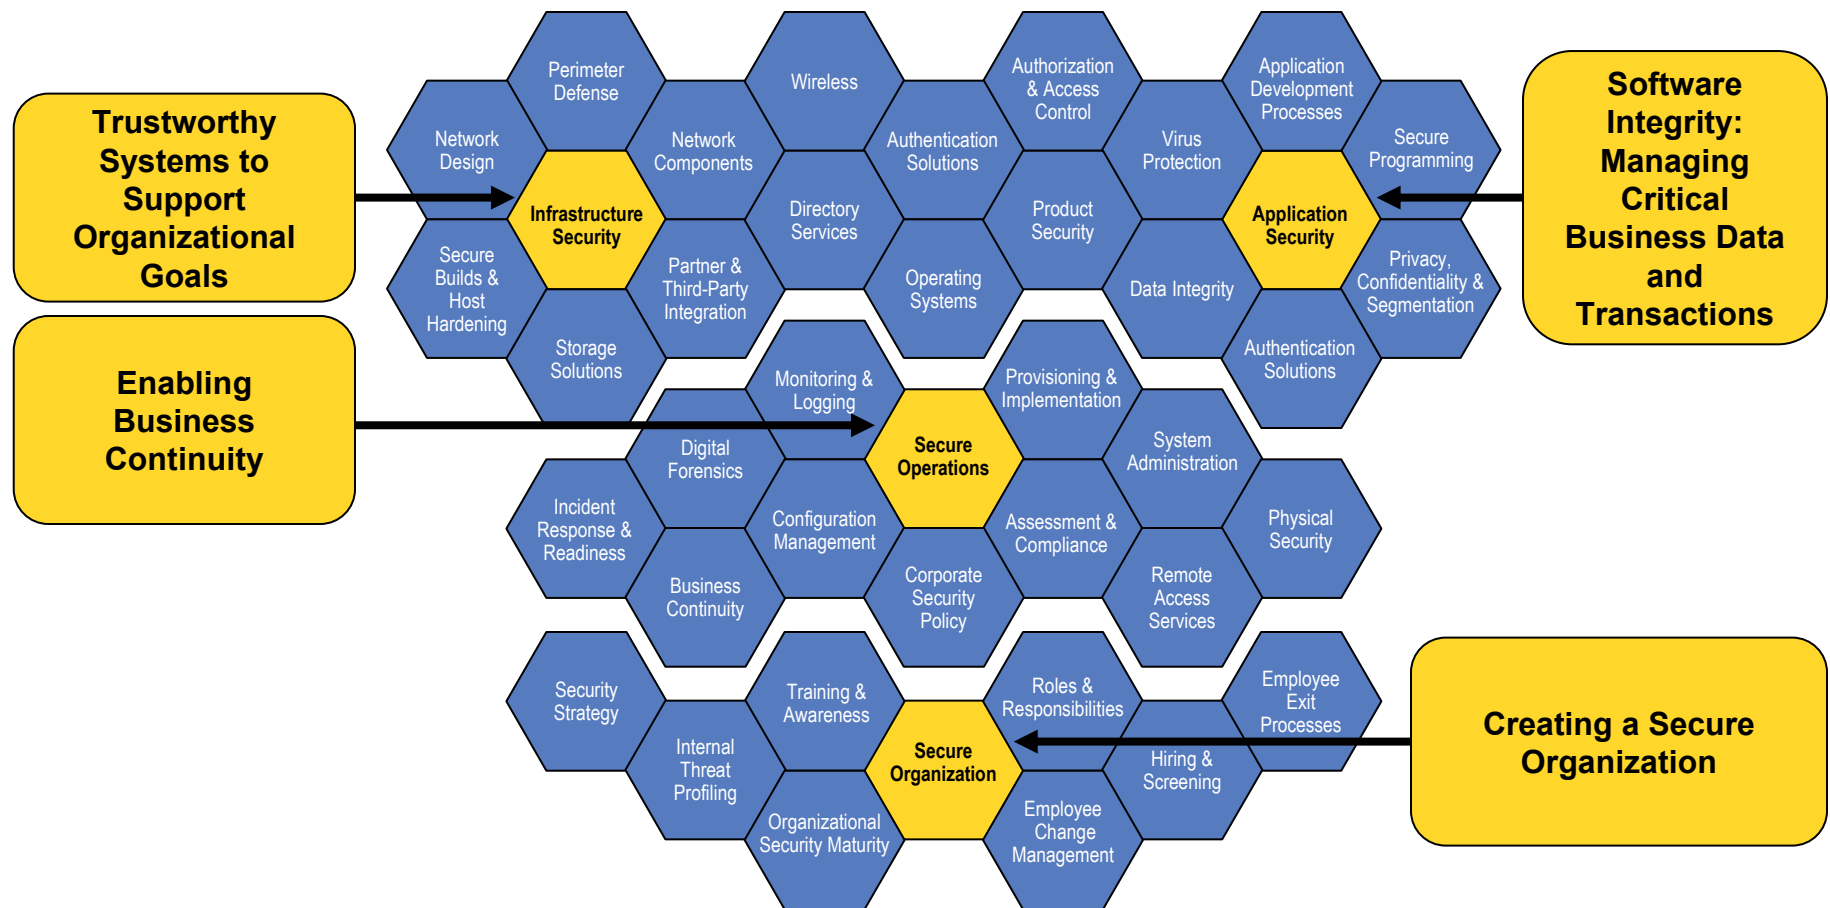 Trustworthy
Systems to
Support
Organizational
Goals
Enabling
Business
Continuity
Perimeter
Defense
Wireless
Authorization
& Access
Control
Application
Development
Processes
Network
Design
Network
Components
Authentication
Solutions
Virus
Protection
Secure
Programming
Infrastructure
Security
Directory
Services
Product
Security
Application
Security
Secure
Builds &
Host
Hardening
Partner &
Third-Party
Integration
Operating
Systems
Data Integrity
Privacy,
Confidentiality &
Segmentation
Storage
Solutions
Authentication
Solutions
Monitoring &
Logging
Provisioning &
Implementation
Digital
Forensics
Secure
Operations
System
Administration
Incident
Response &
Readiness
Configuration
Management
Assessment &
Compliance
Physical
Security
Business
Continuity
Corporate
Security
Policy
Remote
Access
Services
Security
Strategy
Training &
Awareness
Roles &
Responsibilities
Employee
Exit
Processes
Internal
Threat
Profiling
Secure
Organization
Hiring &
Screening
Organizational
Security Maturity
Employee
Change
Management
Software
Integrity:
Managing
Critical
Business Data
and
Transactions
Creating a Secure
Organization